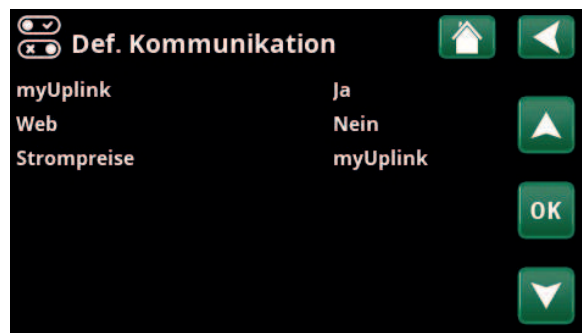 Def. Kommunikation
myUplink Ja
Web Nein
Strompreise myUplink
OK